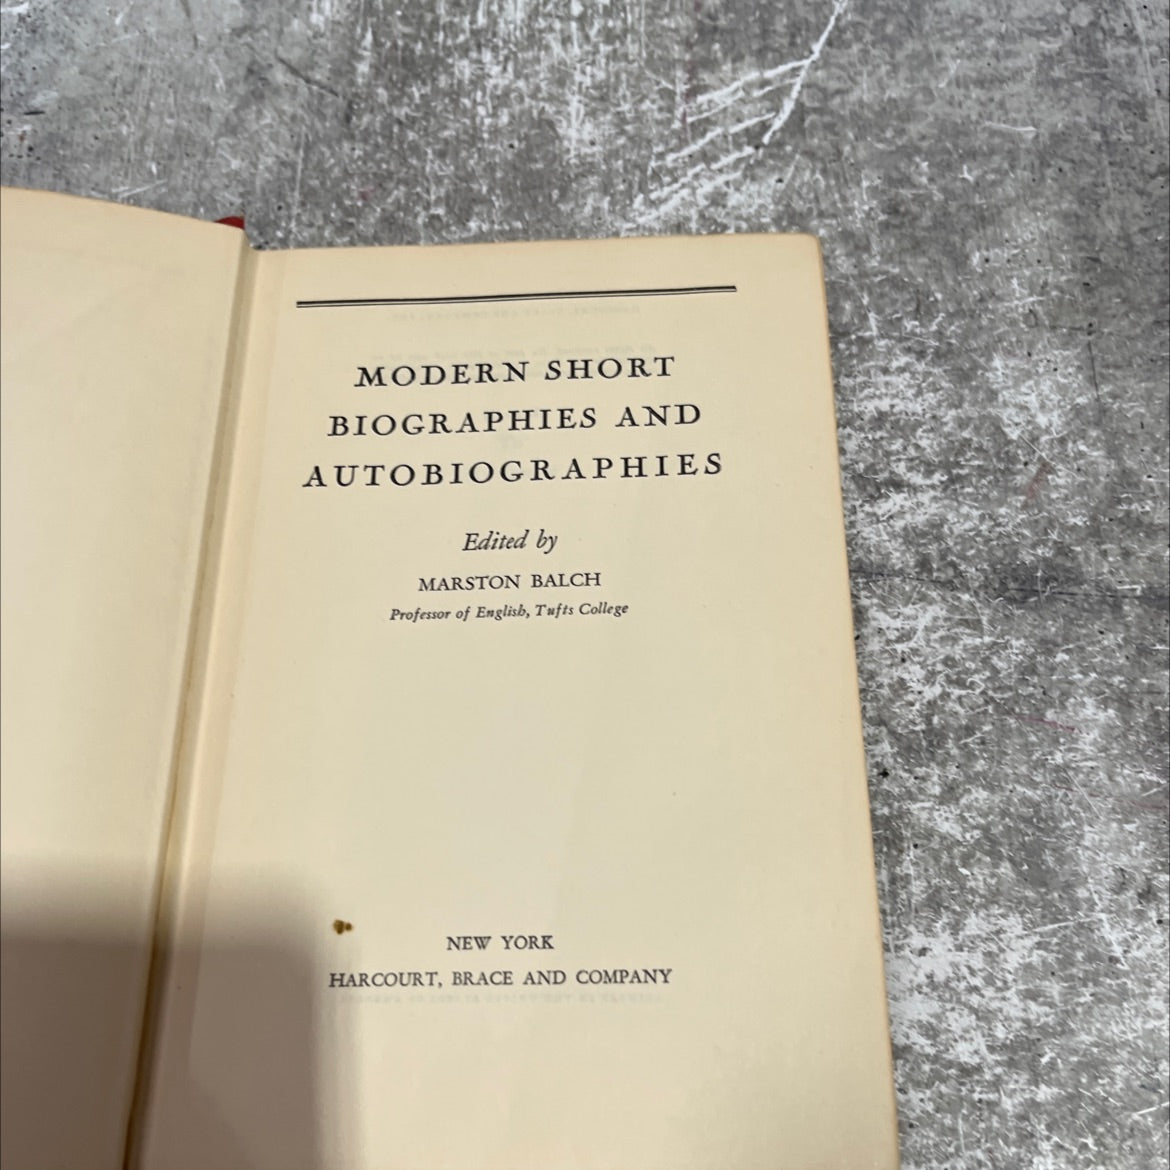 MODERN SHORT
BIOGRAPHIES AND
AUTOBIOGRAPHIES
Edited by
MARSTON BALCH
Professor of English, Tufts College
NEW YORK
HARCOURT, BRACE AND COMPANY